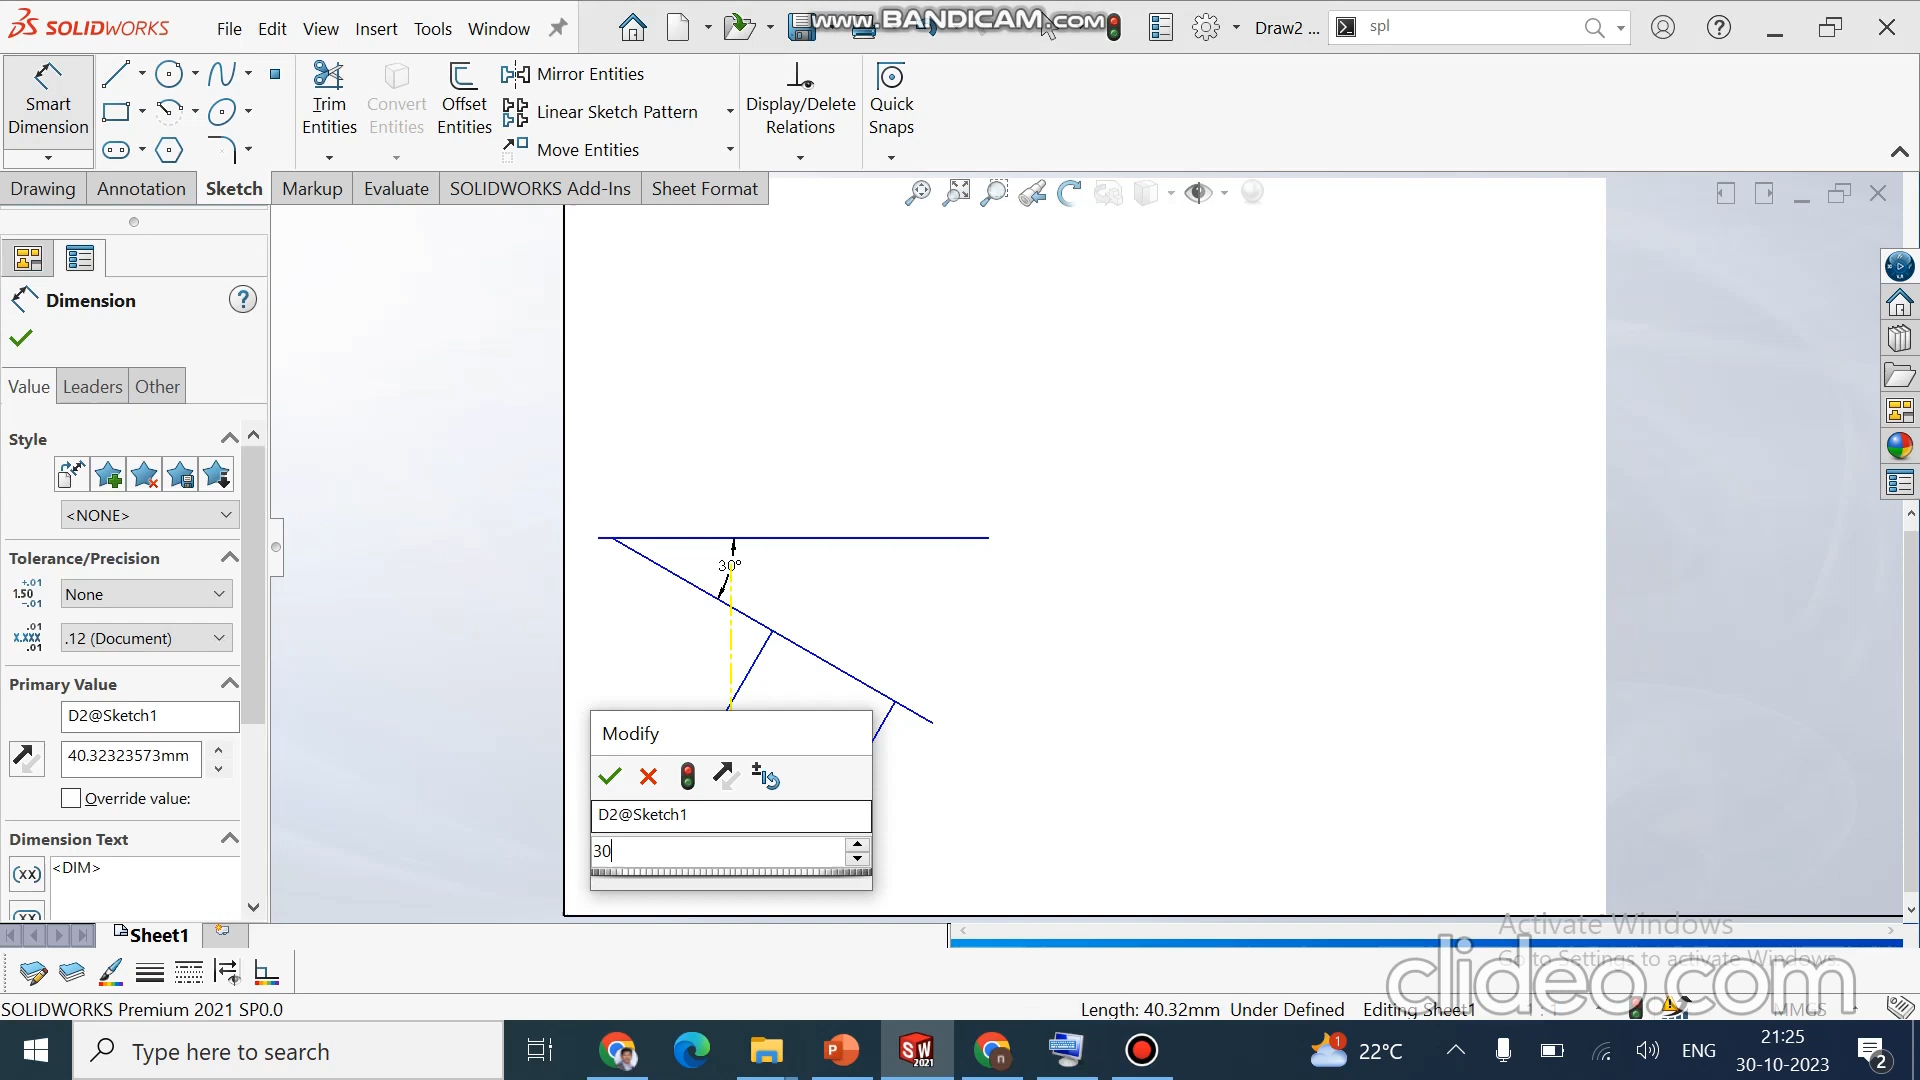 SOLIDWORKS
File Edit View Insert Tools Window
www.BANDICAM.com
Draw2 ...
spl
Smart Dimension
Trim Entities
Convert Entities
Offset Entities
Mirror Entities
Linear Sketch Pattern
Move Entities
Display/Delete Relations
Quick Snaps
Drawing Annotation Sketch Markup Evaluate SOLIDWORKS Add-Ins Sheet Format
Dimension
Value Leaders Other
Style
<NONE>
Tolerance/Precision
None
.12 (Document)
Primary Value
D2@Sketch1
40.32323573mm
Override value:
Dimension Text
<DIM>
(xx)
30°
Modify
D2@Sketch1
30
Sheet1
Activate Windows
Go to Settings to activate Windows.
clideo.com
SOLIDWORKS Premium 2021 SP0.0
Length: 40.32mm Under Defined Editing Sheet1 1:1 MMGS
Type here to search
22°C
ENG
21:25
30-10-2023
2